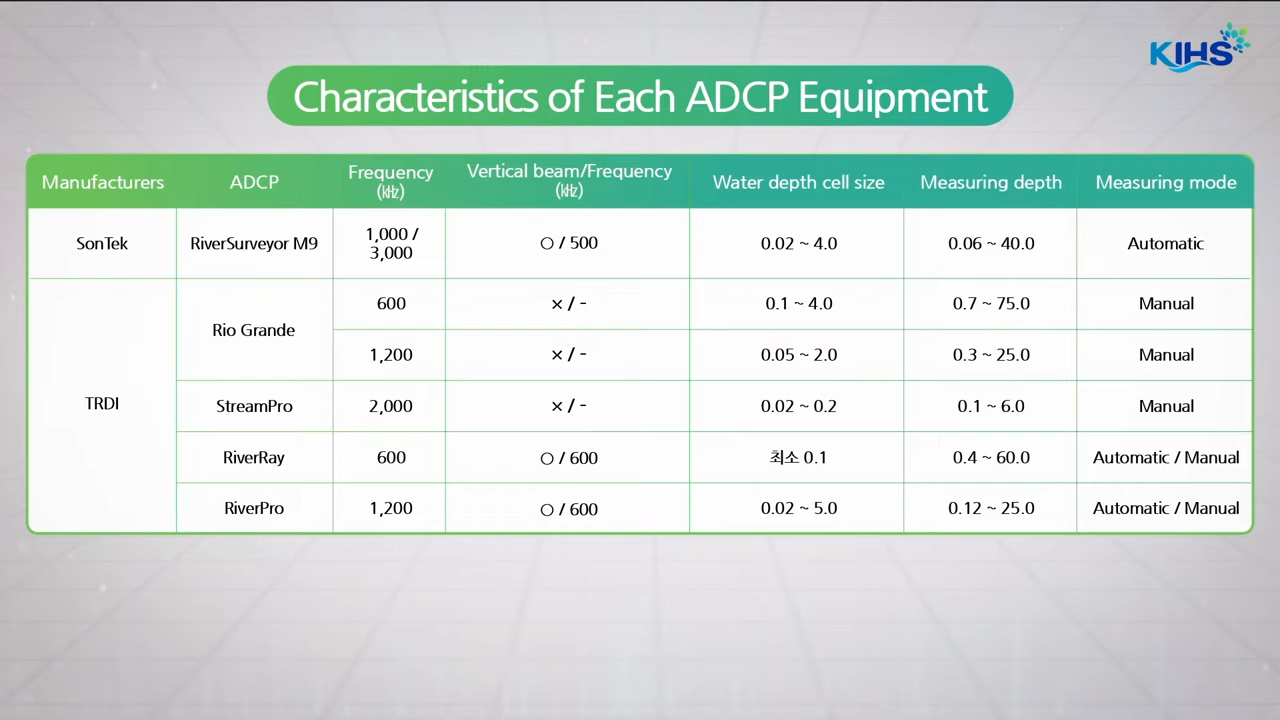 KIHS
Characteristics of Each ADCP Equipment
Manufacturers ADCP Frequency (㎑) Vertical beam/Frequency (㎑) Water depth cell size Measuring depth Measuring mode
SonTek RiverSurveyor M9 1,000 / 3,000 ○ / 500 0.02 ~ 4.0 0.06 ~ 40.0 Automatic
TRDI Rio Grande 600 × / - 0.1 ~ 4.0 0.7 ~ 75.0 Manual
1,200 × / - 0.05 ~ 2.0 0.3 ~ 25.0 Manual
StreamPro 2,000 × / - 0.02 ~ 0.2 0.1 ~ 6.0 Manual
RiverRay 600 ○ / 600 최소 0.1 0.4 ~ 60.0 Automatic / Manual
RiverPro 1,200 ○ / 600 0.02 ~ 5.0 0.12 ~ 25.0 Automatic / Manual